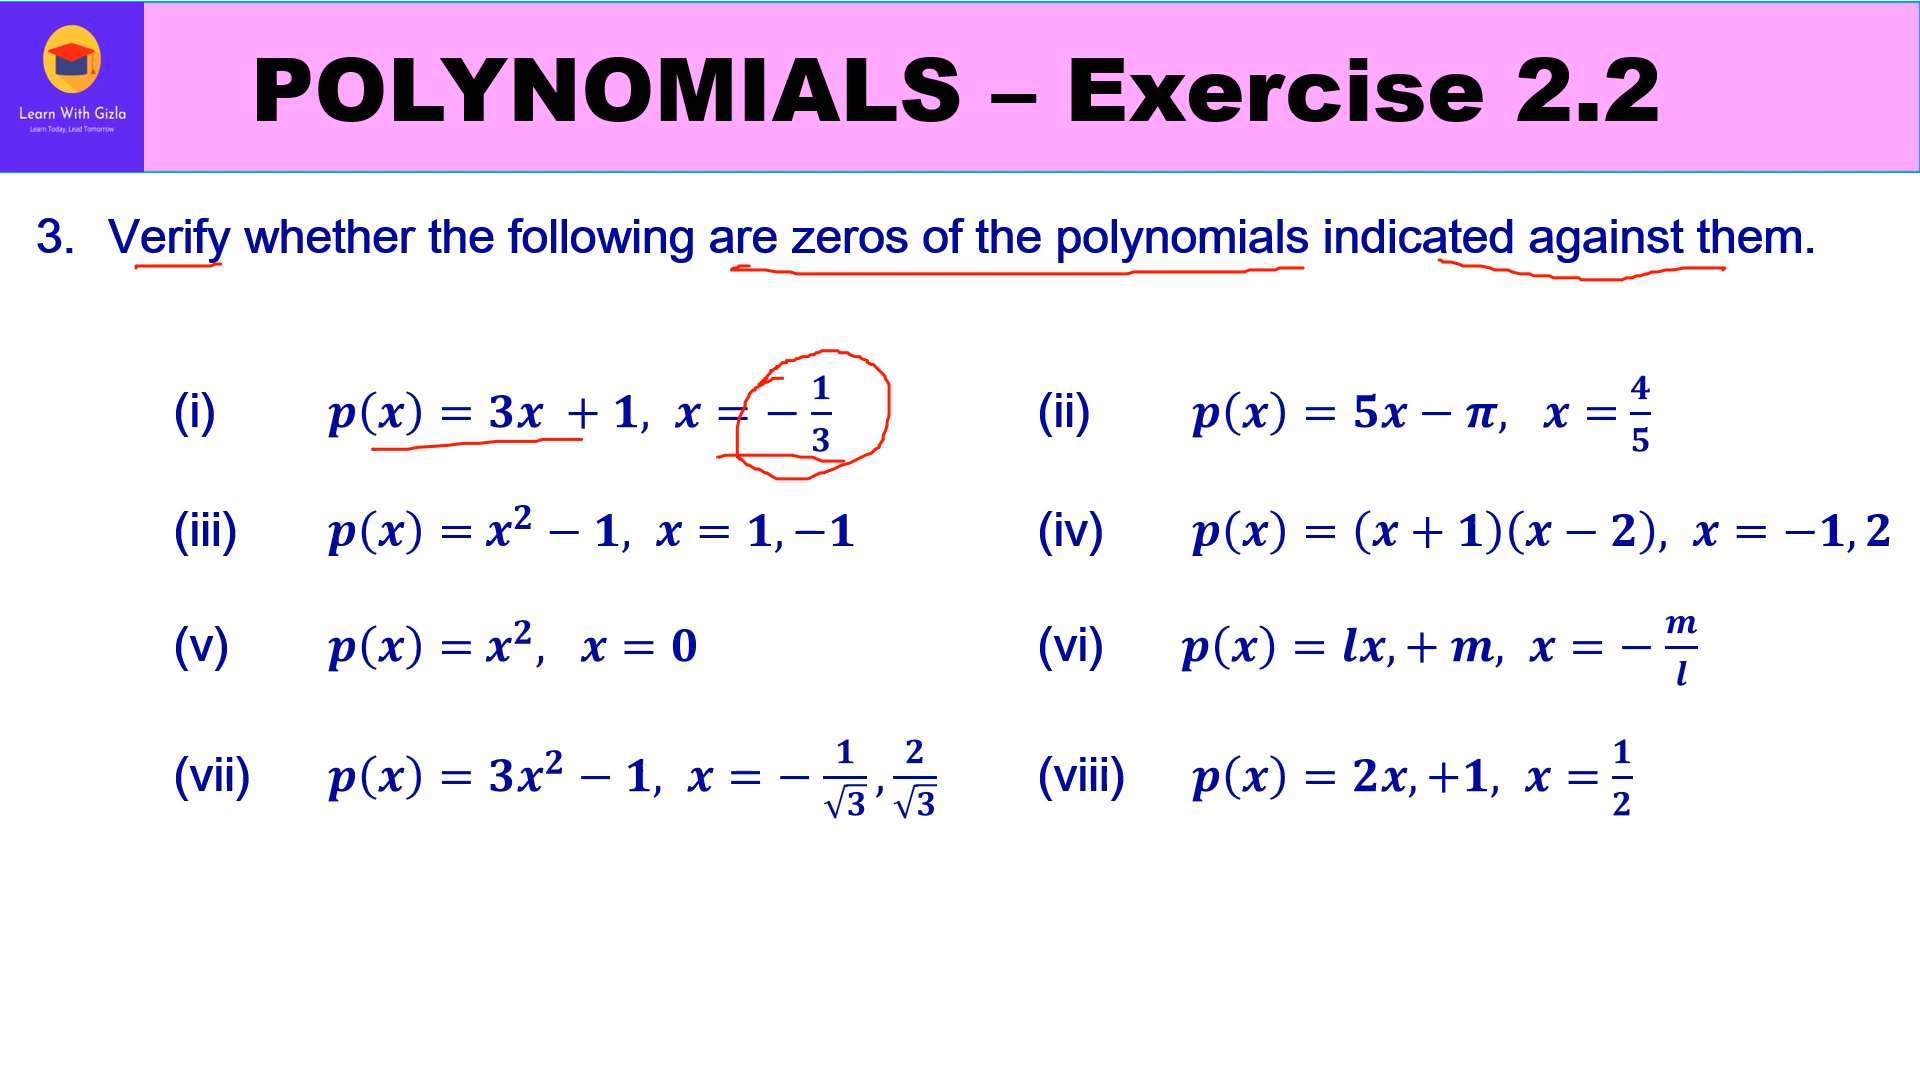 Learn With Gizla
Learn Today, Lead Tomorrow
POLYNOMIALS – Exercise 2.2
3. Verify whether the following are zeros of the polynomials indicated against them.
(i) p(x) = 3x + 1, x = −1/3 (ii) p(x) = 5x − π, x = 4/5
(iii) p(x) = x² − 1, x = 1, −1 (iv) p(x) = (x + 1)(x − 2), x = −1, 2
(v) p(x) = x², x = 0 (vi) p(x) = lx, + m, x = −m/l
(vii) p(x) = 3x² − 1, x = −1/√3, 2/√3 (viii) p(x) = 2x, +1, x = 1/2